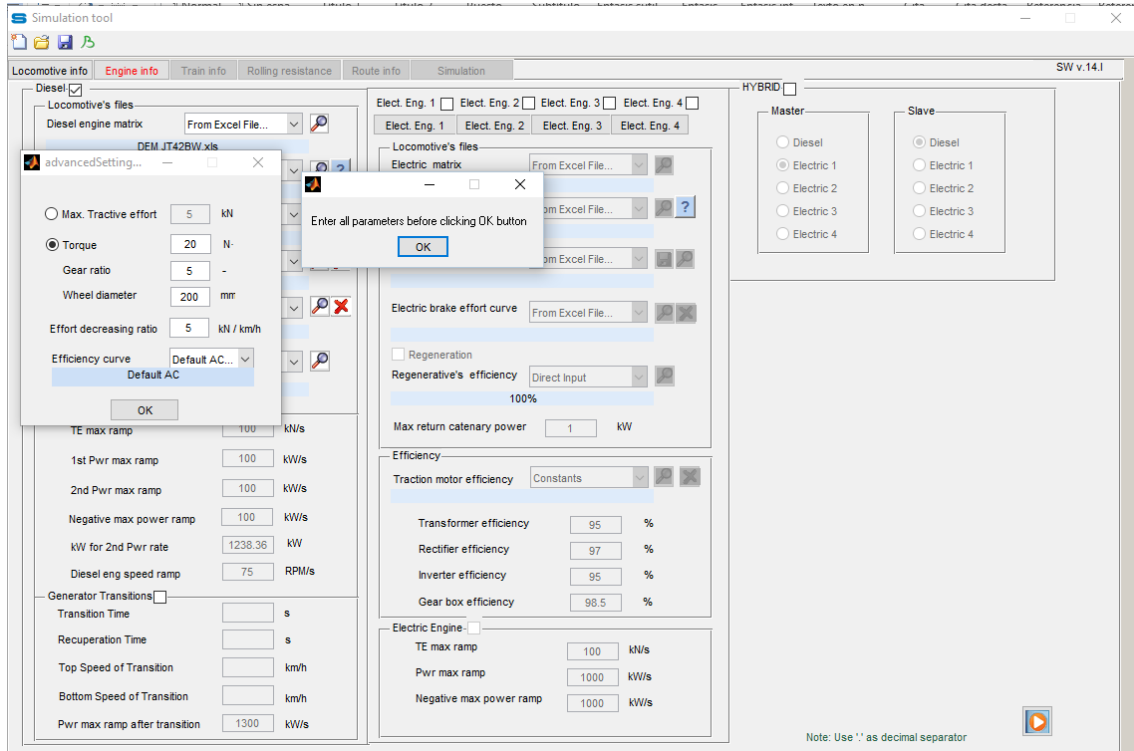 Simulation tool
Locomotive info Engine info Train info Rolling resistance Route info Simulation
SW v.14.I
Diesel
Locomotive's files
Diesel engine matrix From Excel File...
DEM JT42BW.xls
advancedSetting...
Max. Tractive effort 5 kN
Torque 20 N·
Gear ratio 5 -
Wheel diameter 200 mm
Effort decreasing ratio 5 kN / km/h
Efficiency curve Default AC...
Default AC
OK
Enter all parameters before clicking OK button
OK
TE max ramp 100 kN/s
1st Pwr max ramp 100 kW/s
2nd Pwr max ramp 100 kW/s
Negative max power ramp 100 kW/s
kW for 2nd Pwr rate 1238.36 kW
Diesel eng speed ramp 75 RPM/s
Generator Transitions
Transition Time s
Recuperation Time s
Top Speed of Transition km/h
Bottom Speed of Transition km/h
Pwr max ramp after transition 1300 kW/s
Elect. Eng. 1 Elect. Eng. 2 Elect. Eng. 3 Elect. Eng. 4
Elect. Eng. 1 Elect. Eng. 2 Elect. Eng. 3 Elect. Eng. 4
Locomotive's files
Electric matrix From Excel File...
om Excel File... ?
om Excel File...
Electric brake effort curve From Excel File...
Regeneration
Regenerative's efficiency Direct Input
100%
Max return catenary power 1 kW
Efficiency
Traction motor efficiency Constants
Transformer efficiency 95 %
Rectifier efficiency 97 %
Inverter efficiency 95 %
Gear box efficiency 98.5 %
Electric Engine
TE max ramp 100 kN/s
Pwr max ramp 1000 kW/s
Negative max power ramp 1000 kW/s
HYBRID
Master
Diesel
Electric 1
Electric 2
Electric 3
Electric 4
Slave
Diesel
Electric 1
Electric 2
Electric 3
Electric 4
Note: Use '.' as decimal separator